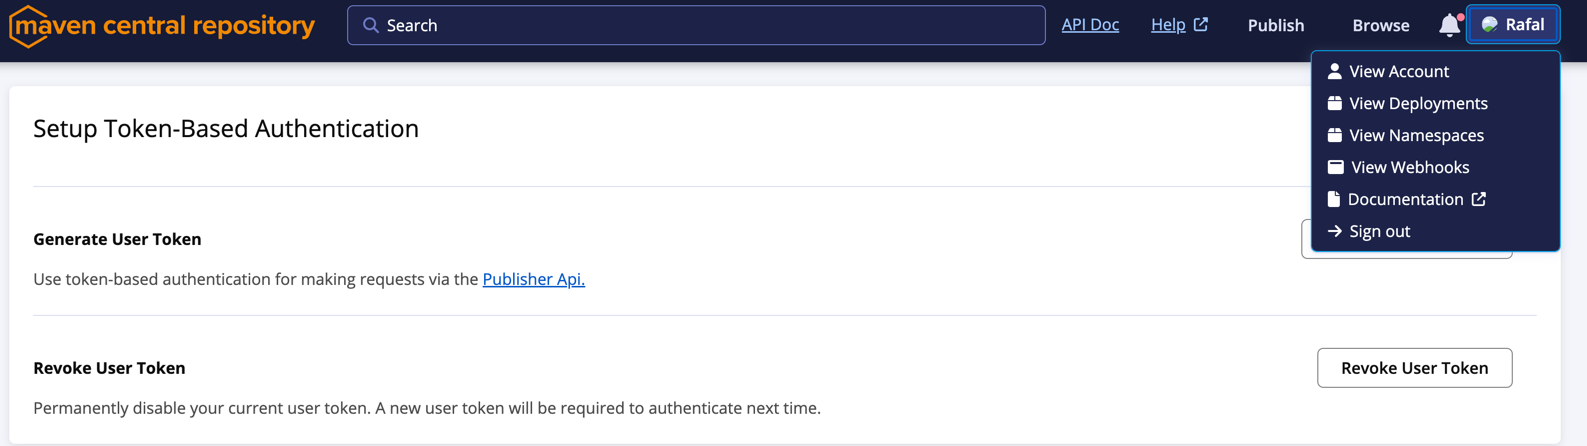 maven central repository
Search
API Doc
Help
Publish
Browse
Rafal
View Account
View Deployments
View Namespaces
View Webhooks
Documentation
Sign out
Setup Token-Based Authentication
Generate User Token
Use token-based authentication for making requests via the Publisher Api.
Revoke User Token
Revoke User Token
Permanently disable your current user token. A new user token will be required to authenticate next time.